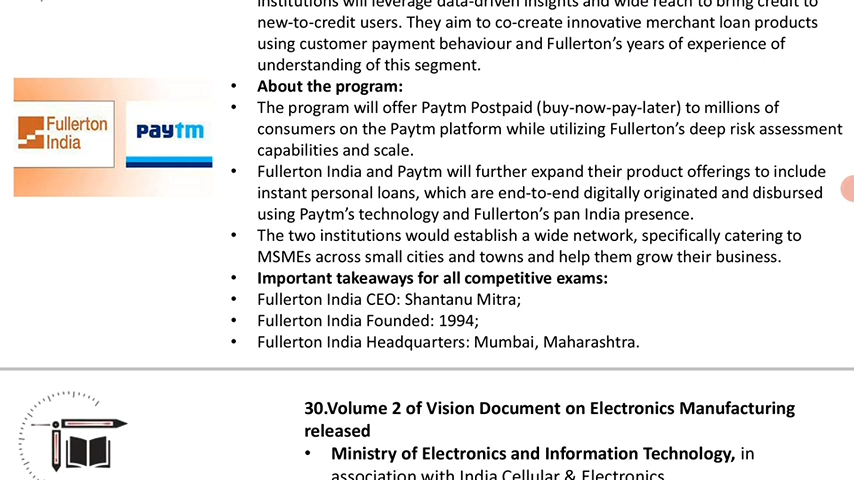 institutions will leverage data-driven insights and wide reach to bring credit to
new-to-credit users. They aim to co-create innovative merchant loan products
using customer payment behaviour and Fullerton's years of experience of
understanding of this segment.
• About the program:
• The program will offer Paytm Postpaid (buy-now-pay-later) to millions of
consumers on the Paytm platform while utilizing Fullerton's deep risk assessment
capabilities and scale.
Fullerton
India
paytm
• Fullerton India and Paytm will further expand their product offerings to include
instant personal loans, which are end-to-end digitally originated and disbursed
using Paytm's technology and Fullerton's pan India presence.
• The two institutions would establish a wide network, specifically catering to
MSMEs across small cities and towns and help them grow their business.
• Important takeaways for all competitive exams:
• Fullerton India CEO: Shantanu Mitra;
• Fullerton India Founded: 1994;
• Fullerton India Headquarters: Mumbai, Maharashtra.
30.Volume 2 of Vision Document on Electronics Manufacturing
released
• Ministry of Electronics and Information Technology, in
association with India Cellular & Electronics